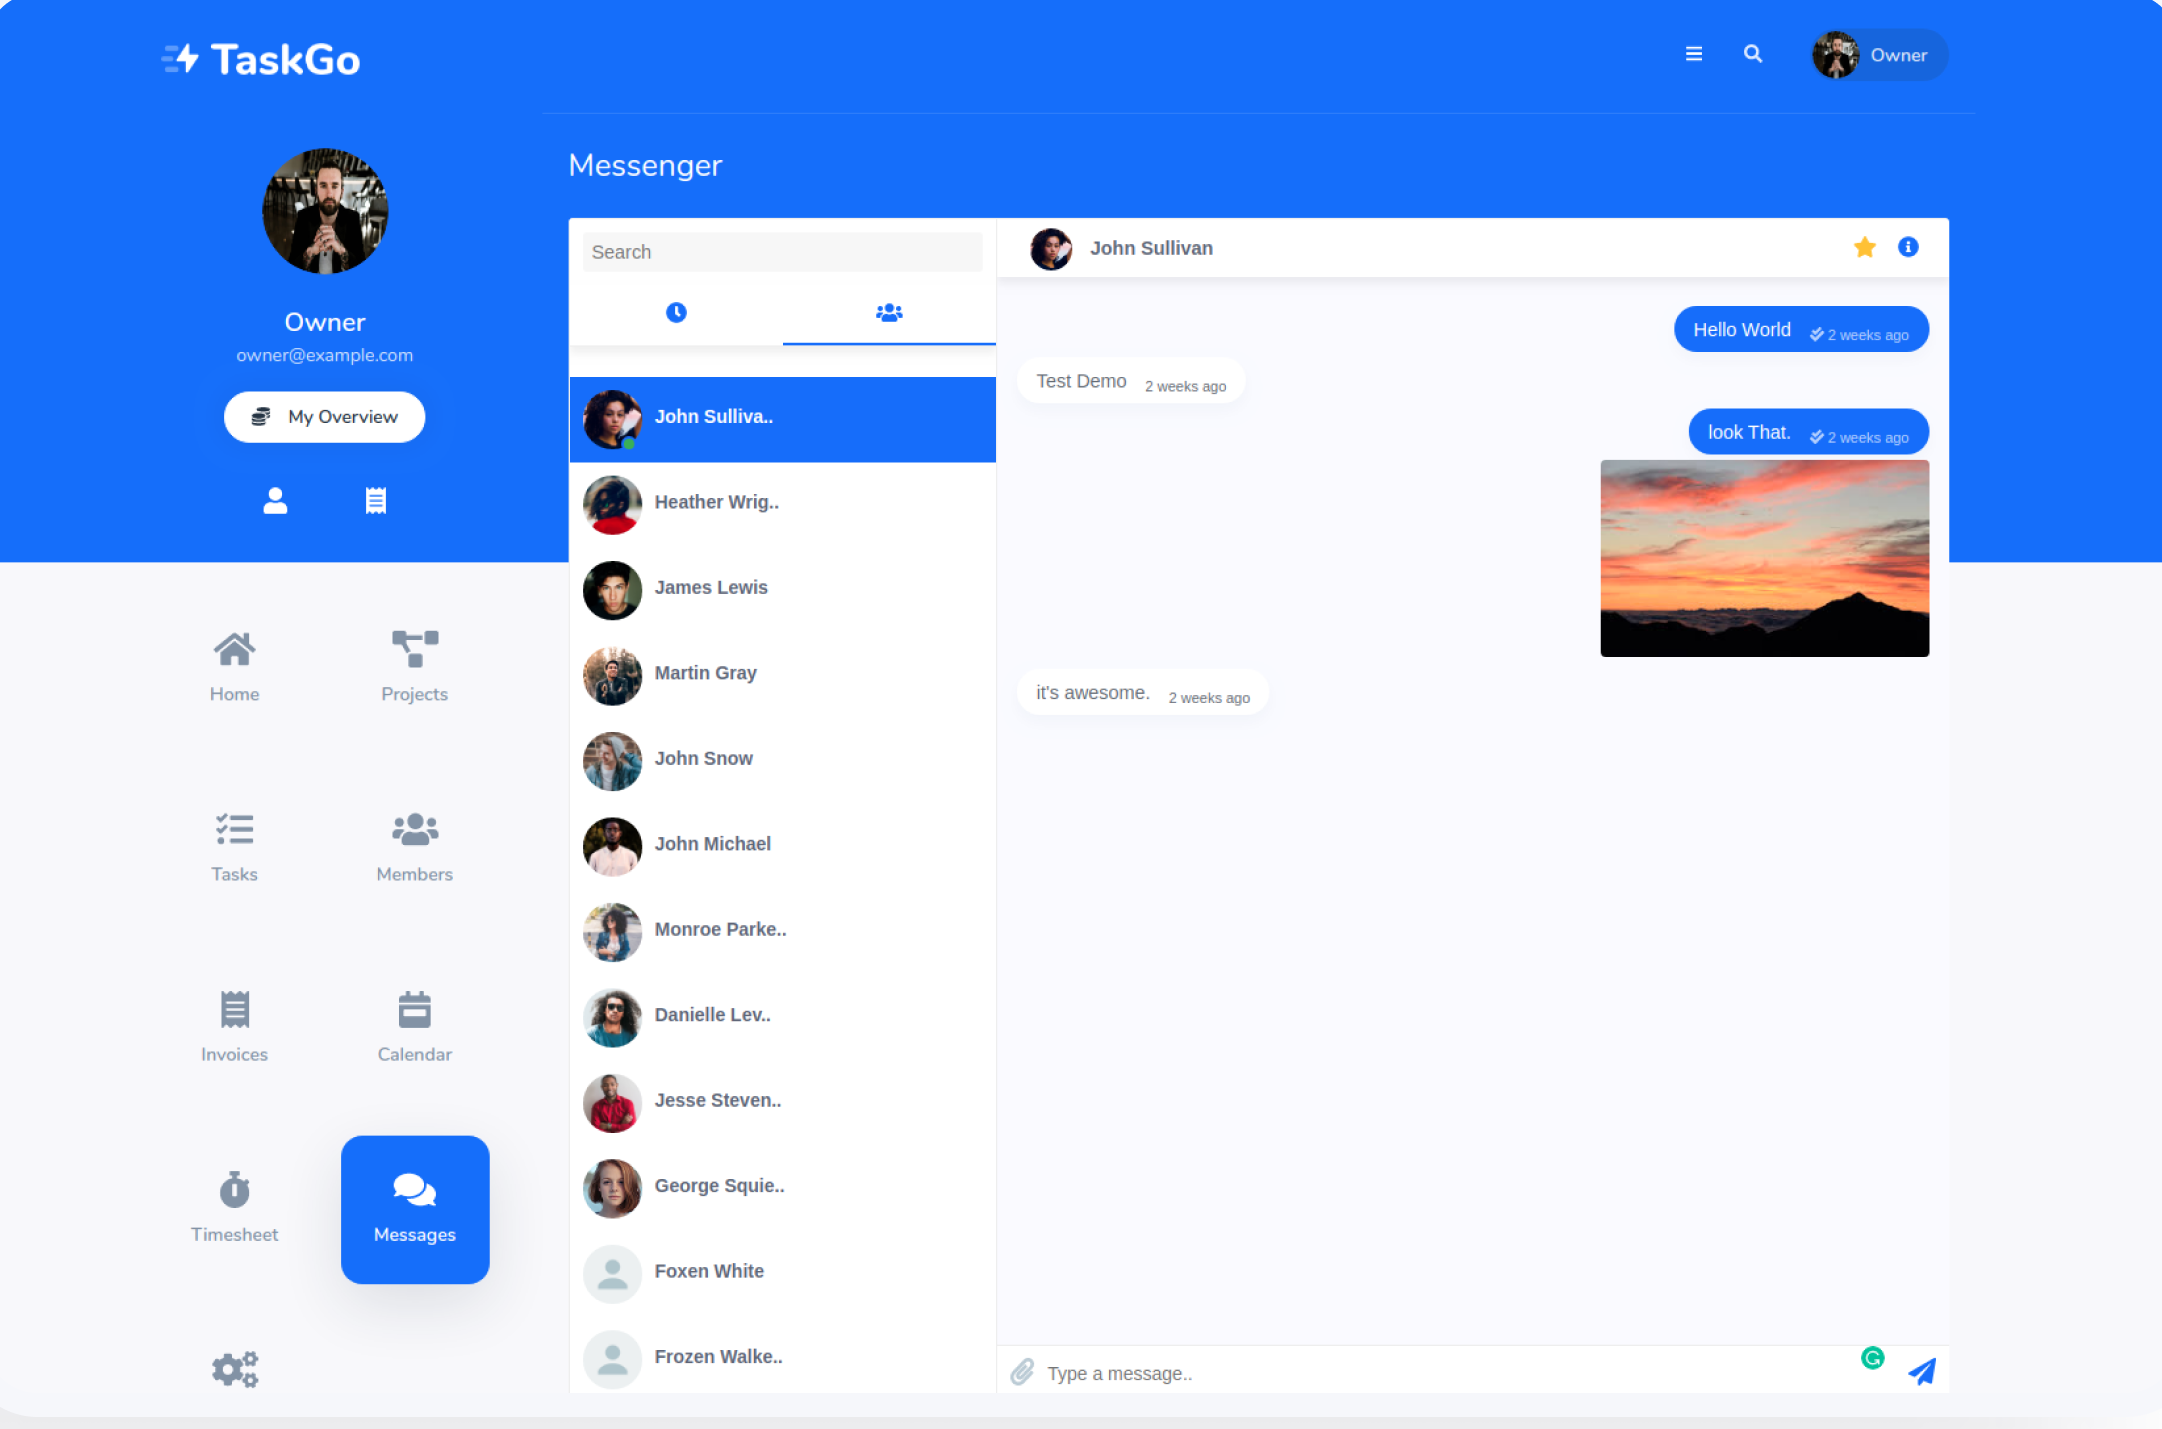 TaskGo
Owner
Messenger
Owner
owner@example.com
My Overview
Home
Projects
Tasks
Members
Invoices
Calendar
Timesheet
Messages
Search
John Sulliva..
Heather Wrig..
James Lewis
Martin Gray
John Snow
John Michael
Monroe Parke..
Danielle Lev..
Jesse Steven..
George Squie..
Foxen White
Frozen Walke..
John Sullivan
Hello World 2 weeks ago
Test Demo 2 weeks ago
look That. 2 weeks ago
it's awesome. 2 weeks ago
Type a message..